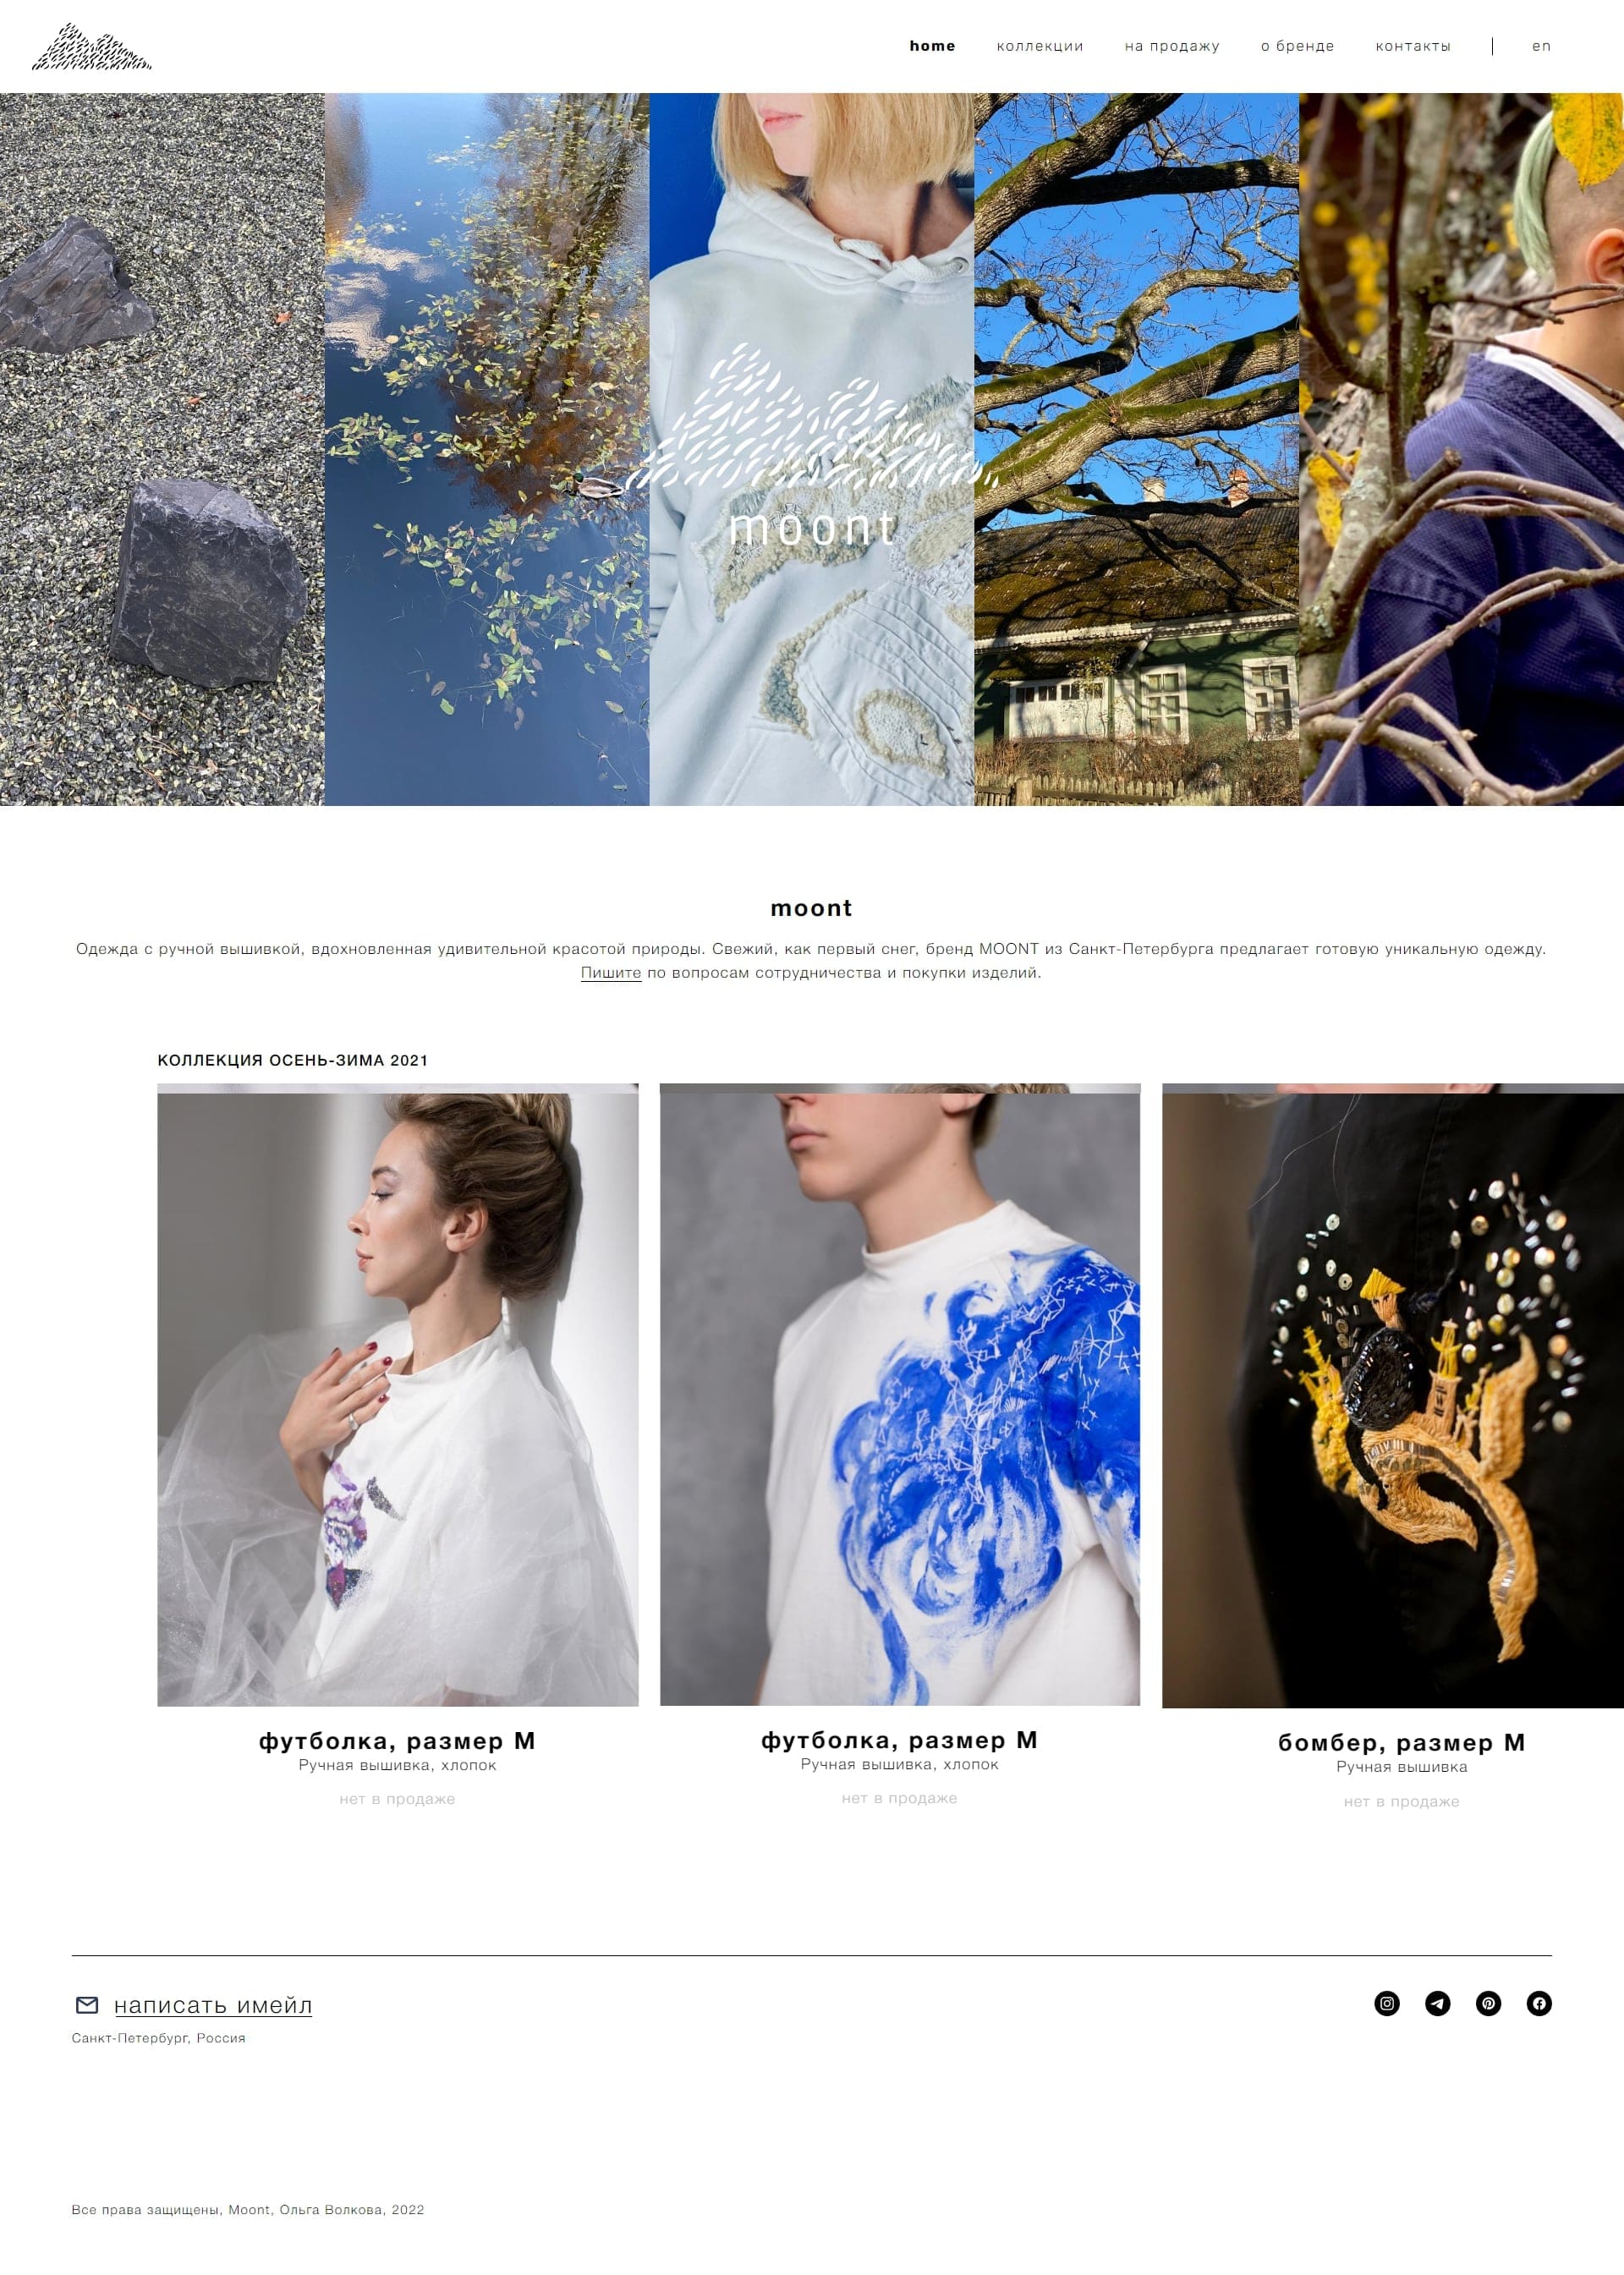 home
коллекции
на продажу
о бренде
контакты
en
moont
moont
Одежда с ручной вышивкой, вдохновленная удивительной красотой природы. Свежий, как первый снег, бренд MOONT из Санкт-Петербурга предлагает готовую уникальную одежду.
Пишите по вопросам сотрудничества и покупки изделий.
КОЛЛЕКЦИЯ ОСЕНЬ-ЗИМА 2021
футболка, размер М
Ручная вышивка, хлопок
нет в продаже
футболка, размер М
Ручная вышивка, хлопок
нет в продаже
бомбер, размер М
Ручная вышивка
нет в продаже
написать имейл
Санкт-Петербург, Россия
Все права защищены, Moont, Ольга Волкова, 2022